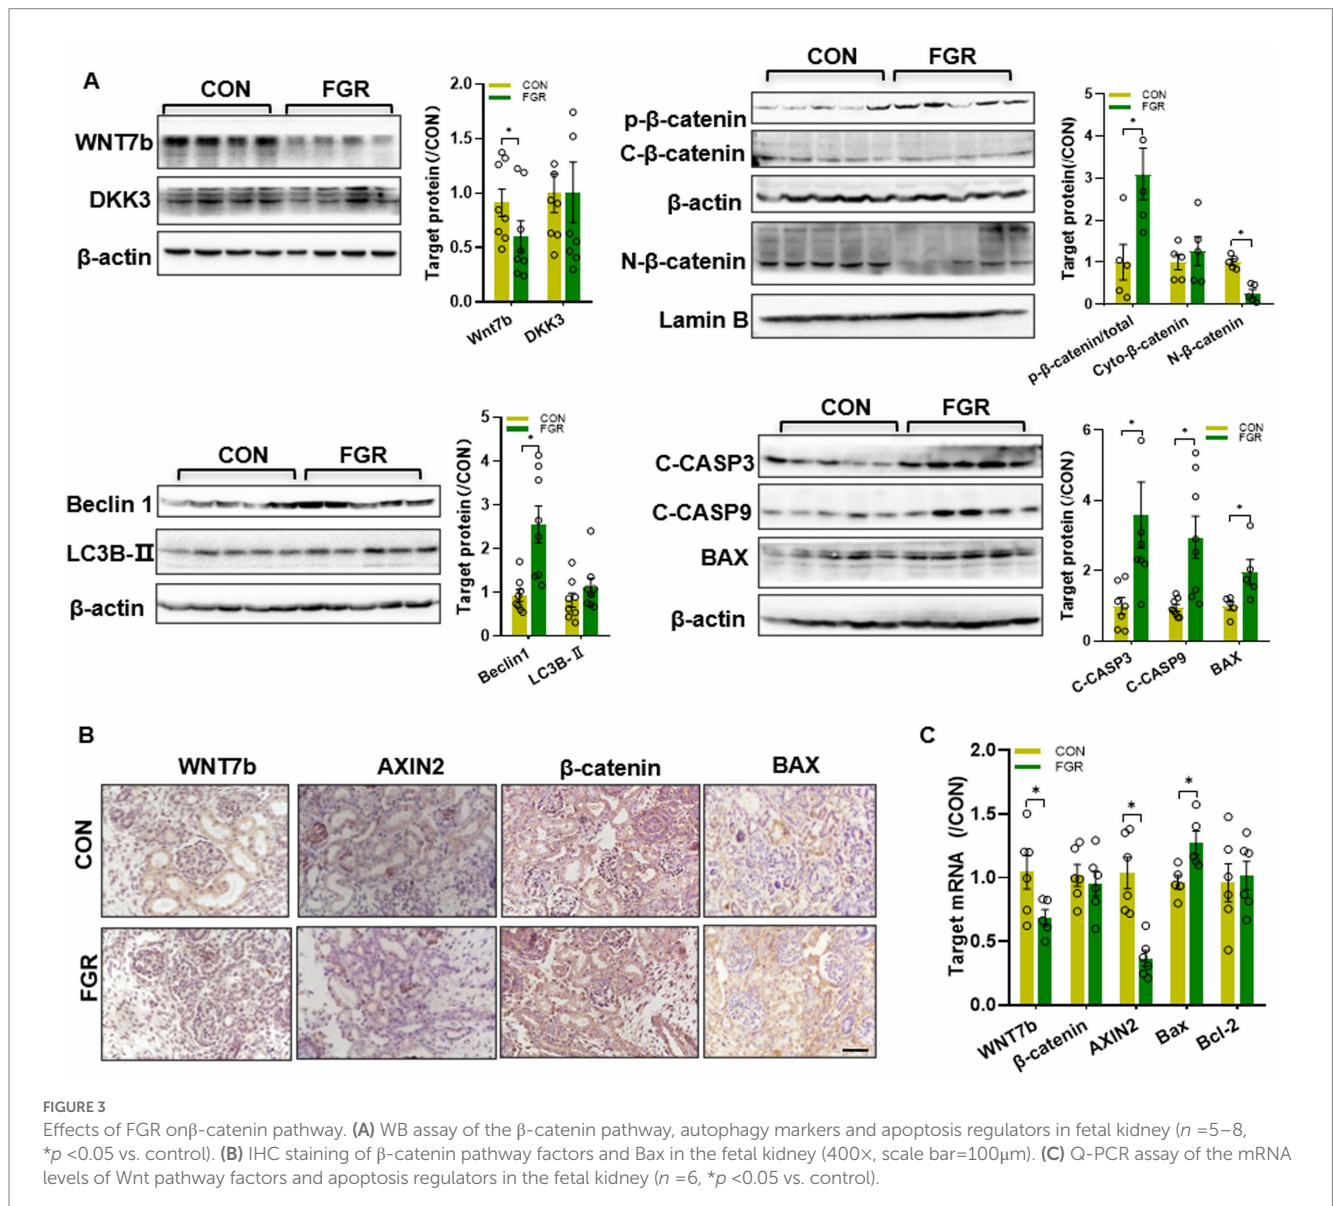 A
CON FGR
WNT7b
DKK3
β-actin
Target protein(/CON)
2.0
1.5
1.0
0.5
0.0
CON
FGR
*
Wnt7b DKK3
CON FGR
p-β-catenin
C-β-catenin
β-actin
N-β-catenin
Lamin B
Target protein(/CON)
5
4
3
2
1
0
CON
FGR
* *
p-β-catenin/total Cyto-β-catenin N-β-catenin
CON FGR
Beclin 1
LC3B-Ⅱ
β-actin
Target protein(/CON)
5
4
3
2
1
0
CON
FGR
*
Beclin1 LC3B-Ⅱ
CON FGR
C-CASP3
C-CASP9
BAX
β-actin
Target protein (/CON)
6
4
2
0
CON
FGR
* * *
C-CASP3 C-CASP9 BAX
B
WNT7b AXIN2 β-catenin BAX
CON
FGR
C
Target mRNA (/CON)
2.0
1.5
1.0
0.5
0.0
CON
FGR
* * *
WNT7b β-catenin AXIN2 Bax Bcl-2
FIGURE 3
Effects of FGR onβ-catenin pathway. (A) WB assay of the β-catenin pathway, autophagy markers and apoptosis regulators in fetal kidney (n =5–8,
*p <0.05 vs. control). (B) IHC staining of β-catenin pathway factors and Bax in the fetal kidney (400×, scale bar=100μm). (C) Q-PCR assay of the mRNA
levels of Wnt pathway factors and apoptosis regulators in the fetal kidney (n =6, *p <0.05 vs. control).